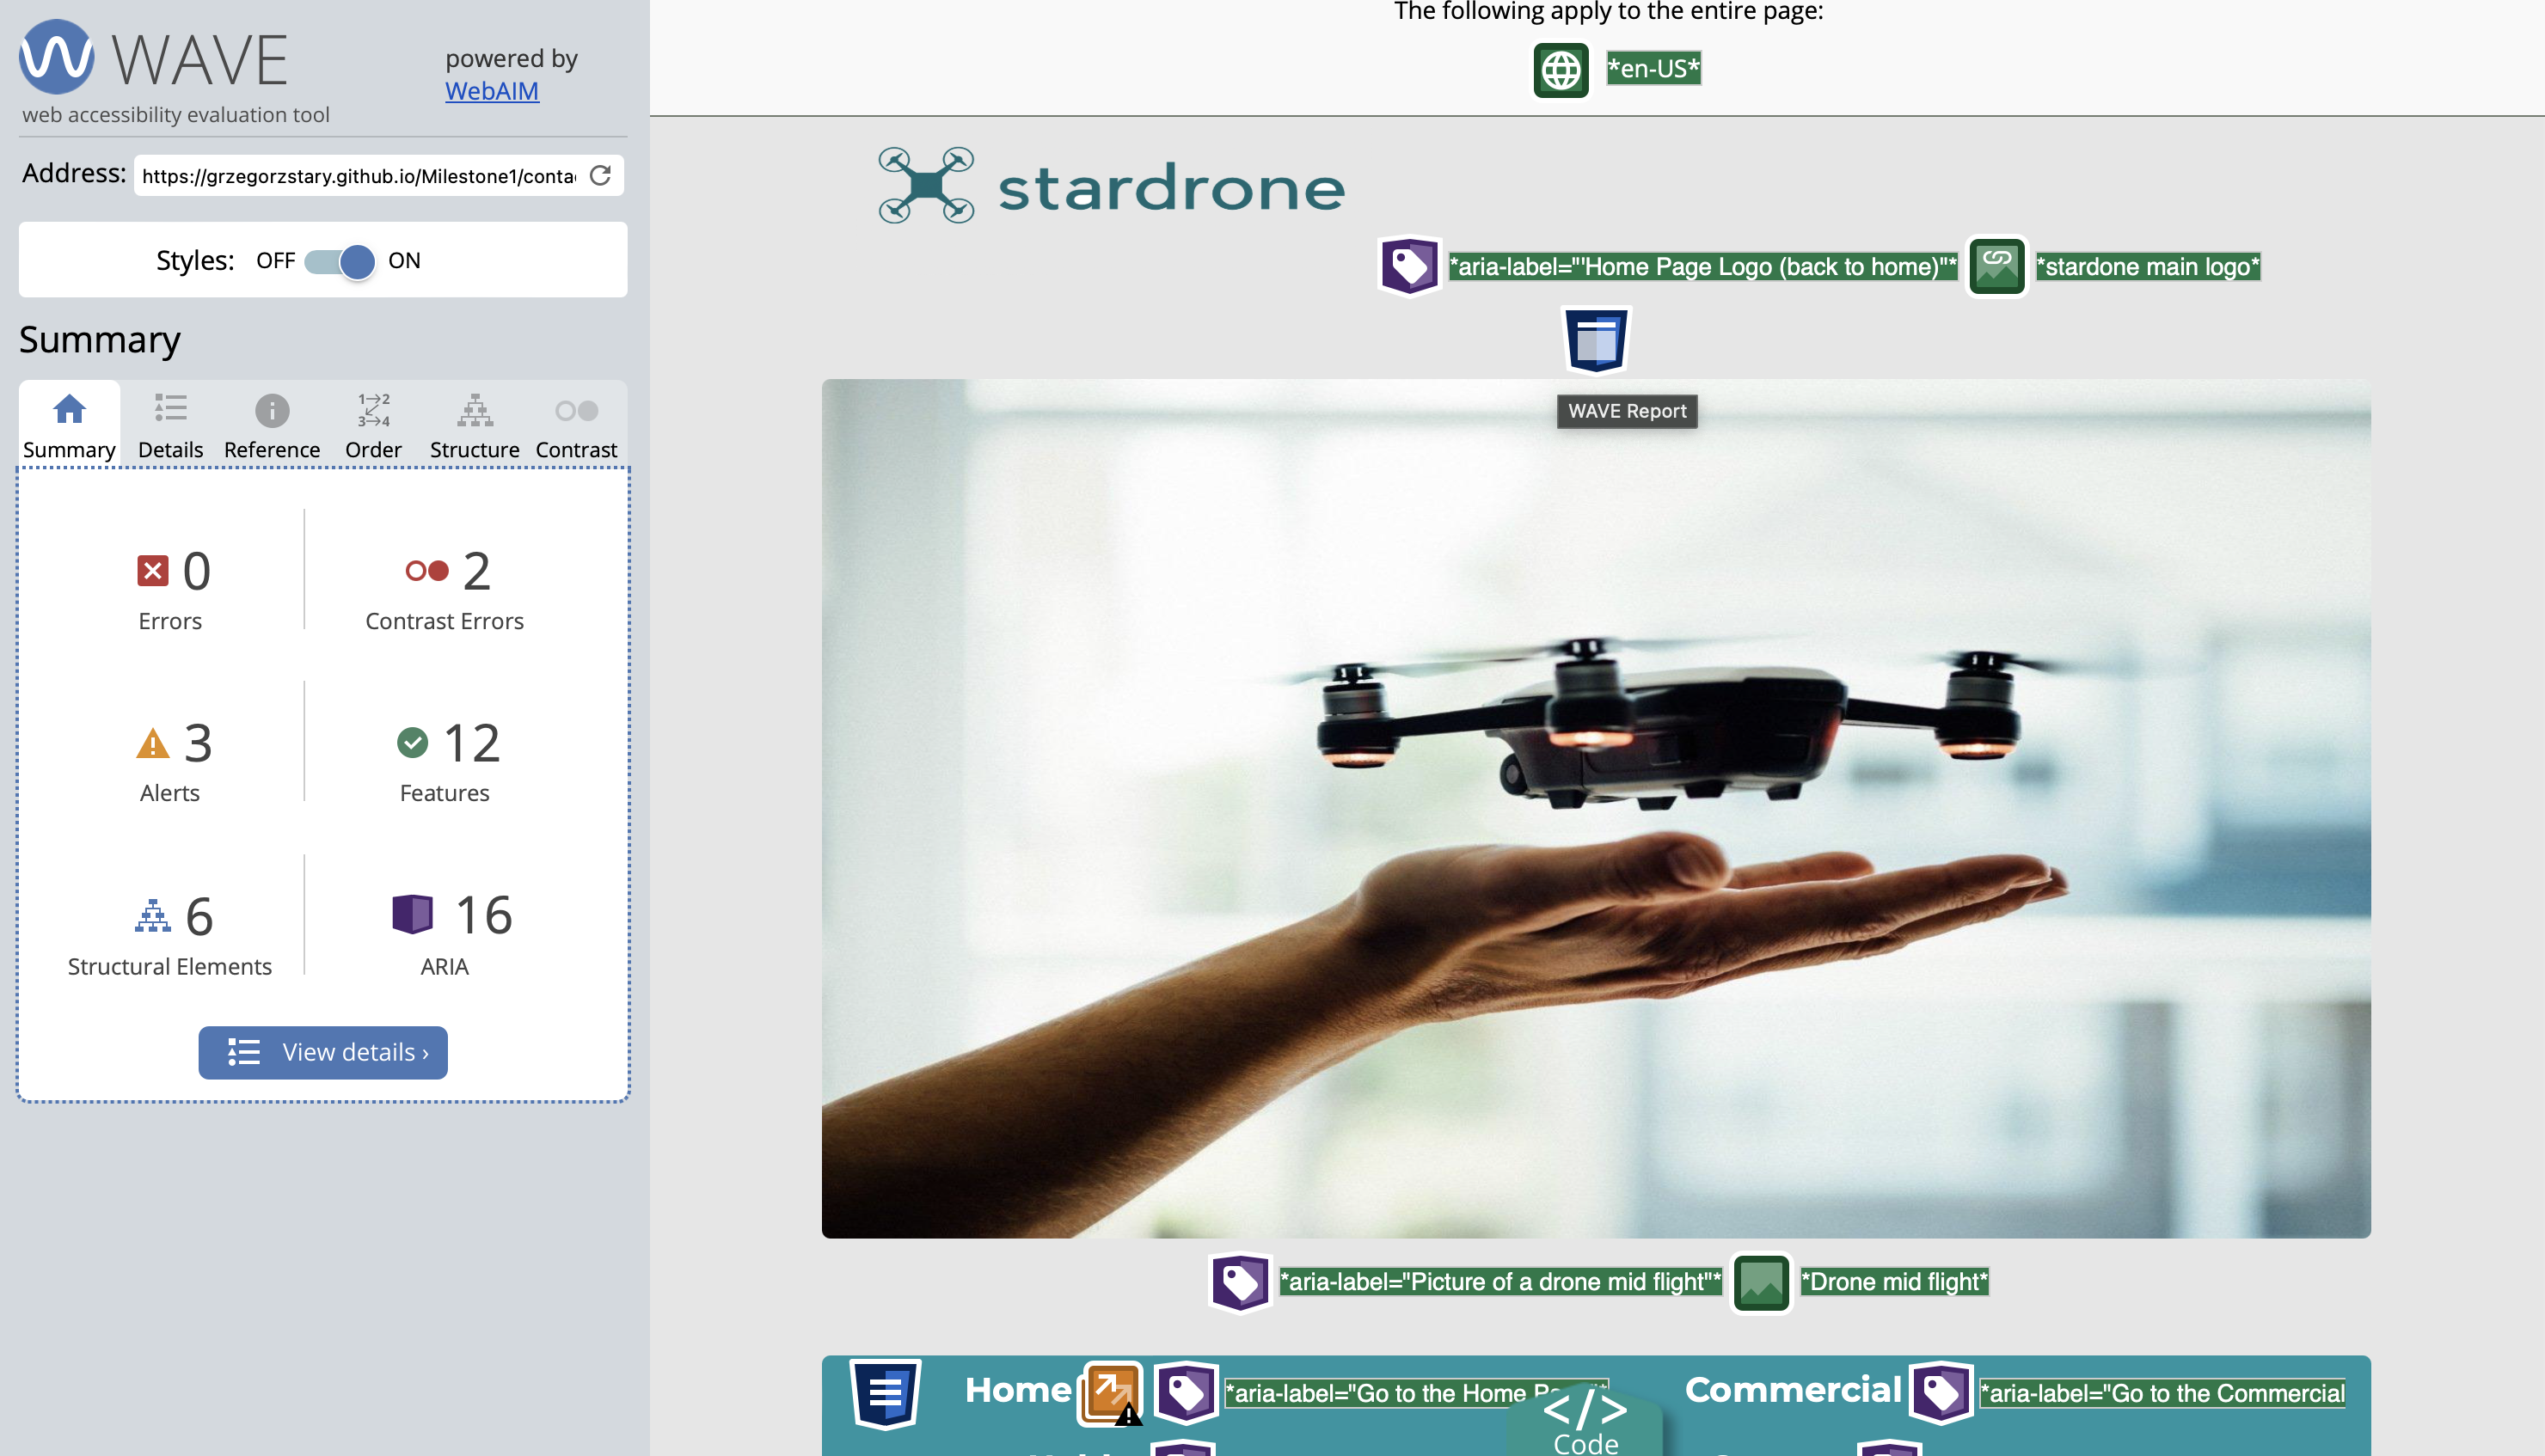 WAVE
powered by
WebAIM
web accessibility evaluation tool
Address: https://grzegorzstary.github.io/Milestone1/conta
Styles: OFF ON
Summary
Summary Details Reference Order Structure Contrast
0 Errors
2 Contrast Errors
3 Alerts
12 Features
6 Structural Elements
16 ARIA
View details ›
The following apply to the entire page:
*en-US*
stardrone
*aria-label="'Home Page Logo (back to home)"* *stardone main logo*
WAVE Report
*aria-label="Picture of a drone mid flight"* *Drone mid flight*
Home *aria-label="Go to the Home
Commercial *aria-label="Go to the Commercial
</>
Code